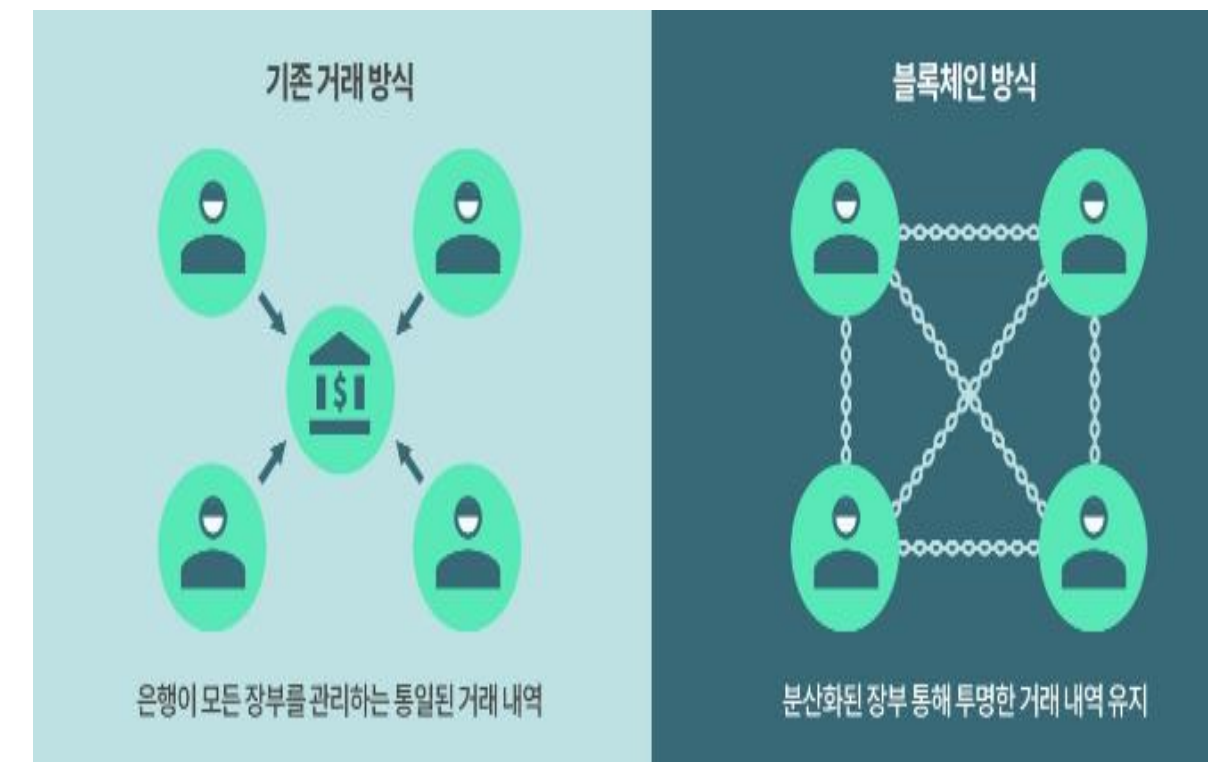 기존 거래 방식
블록체인 방식
$
은행이 모든 장부를 관리하는 통일된 거래 내역
분산화된 장부 통해 투명한 거래 내역 유지